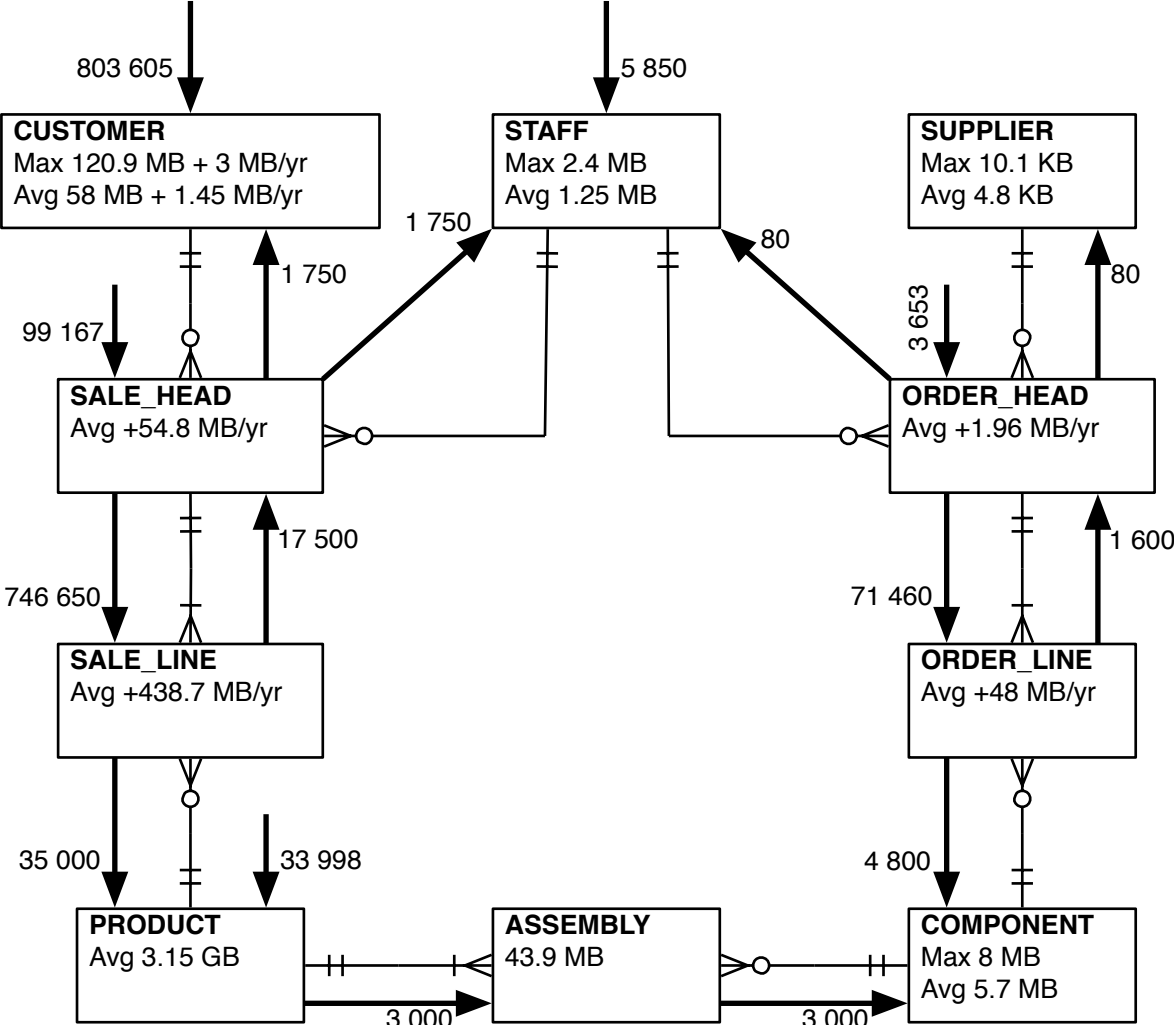 803 605
5 850
CUSTOMER
Max 120.9 MB + 3 MB/yr
Avg 58 MB + 1.45 MB/yr
STAFF
Max 2.4 MB
Avg 1.25 MB
SUPPLIER
Max 10.1 KB
Avg 4.8 KB
1 750
80
1 750
80
99 167
3 653
SALE_HEAD
Avg +54.8 MB/yr
ORDER_HEAD
Avg +1.96 MB/yr
17 500
1 600
746 650
71 460
SALE_LINE
Avg +438.7 MB/yr
ORDER_LINE
Avg +48 MB/yr
35 000
33 998
4 800
PRODUCT
Avg 3.15 GB
ASSEMBLY
43.9 MB
COMPONENT
Max 8 MB
Avg 5.7 MB
3 000
3 000